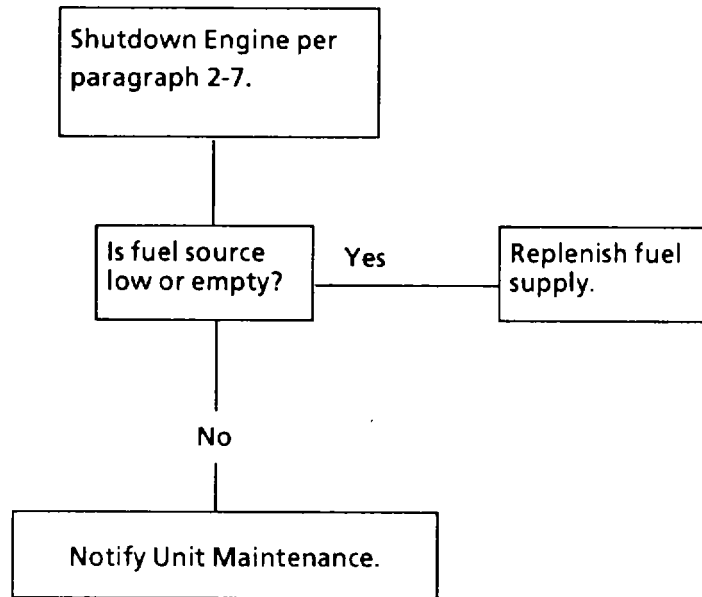 Shutdown Engine per
paragraph 2-7.
Is fuel source
low or empty?
Yes
Replenish fuel
supply.
No
Notify Unit Maintenance.